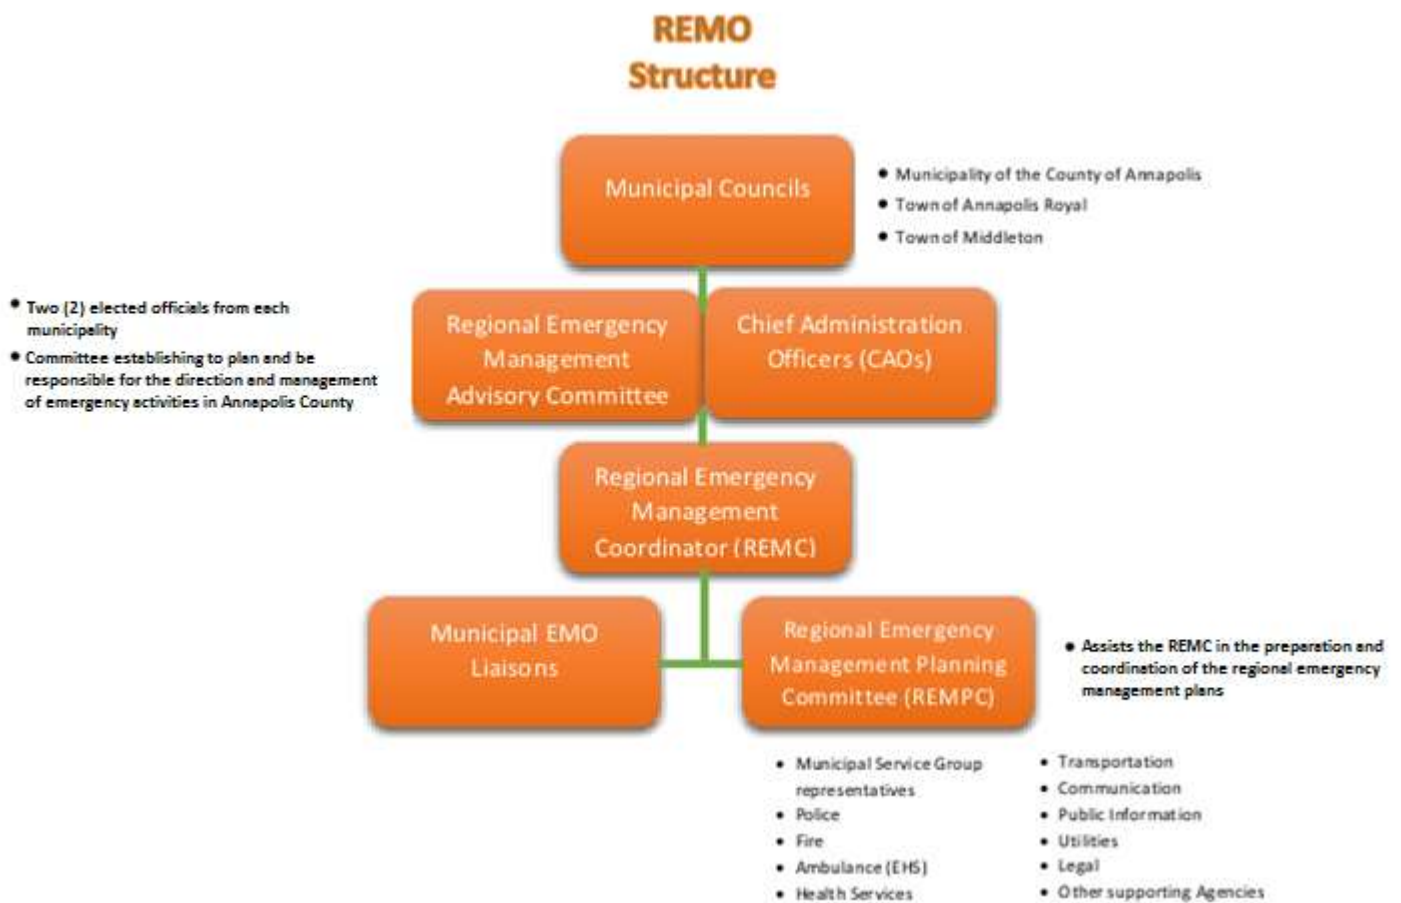 REMO
Structure
Municipal Councils
• Municipality of the County of Annapolis
• Town of Annapolis Royal
• Town of Middleton
• Two (2) elected officials from each
municipality
• Committee establishing to plan and be
responsible for the direction and management
of emergency activities in Annapolis County
Regional Emergency
Management
Advisory Committee
Chief Administration
Officers (CAOs)
Regional Emergency
Management
Coordinator (REMC)
Municipal EMO
Liaisons
Regional Emergency
Management Planning
Committee (REMPC)
• Assists the REMC in the preparation and
coordination of the regional emergency
management plans
• Municipal Service Group
representatives
• Police
• Fire
• Ambulance (EHS)
• Health Services
• Transportation
• Communication
• Public Information
• Utilities
• Legal
• Other supporting Agencies